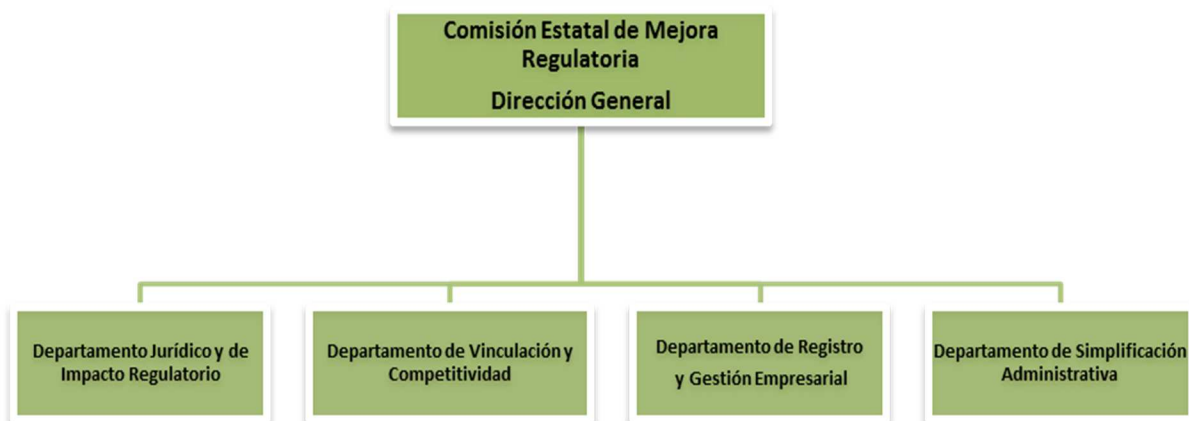 Comisión Estatal de Mejora
Regulatoria
Dirección General
Departamento Jurídico y de
Impacto Regulatorio
Departamento de Vinculación y
Competitividad
Departamento de Registro
y Gestión Empresarial
Departamento de Simplificación
Administrativa